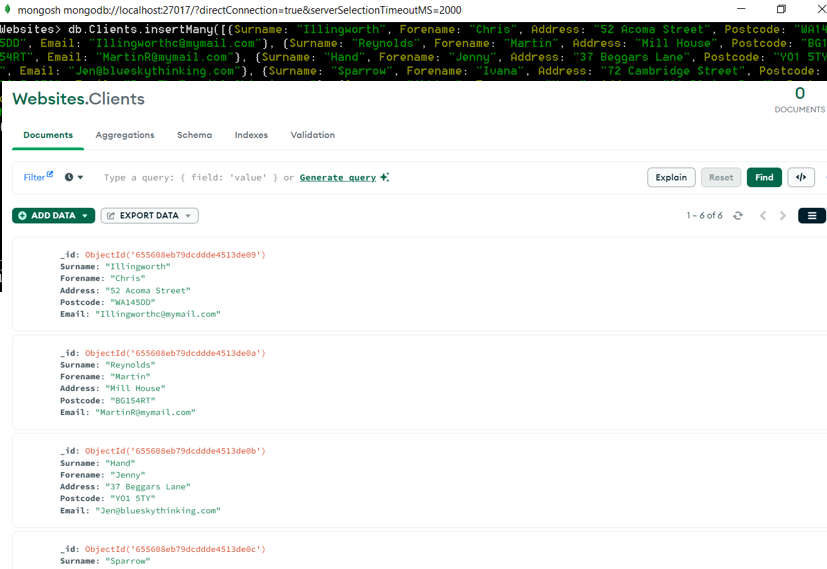 mongosh mongodb://localhost:27017/?directConnection=true&serverSelectionTimeoutMS=2000
Websites> db.Clients.insertMany([{Surname: "Illingworth", Forename: "Chris", Address: "52 Acoma Street", Postcode: "WA14
5DD", Email: "Illingworthc@mymail.com"}, {Surname: "Reynolds", Forename: "Martin", Address: "Mill House", Postcode: "BG1
54RT", Email: "MartinR@mymail.com"}, {Surname: "Hand", Forename: "Jenny", Address: "37 Beggars Lane", Postcode: "YO1 5TY
", Email: "Jen@blueskythinking.com"}, {Surname: "Sparrow", Forename: "Ivana", Address: "72 Cambridge Street", Postcode:
Websites.Clients
0
DOCUMENTS
Documents Aggregations Schema Indexes Validation
Filter Type a query: { field: 'value' } or Generate query Explain Reset Find </>
ADD DATA EXPORT DATA 1 – 6 of 6
_id: ObjectId('655608eb79dcddde4513de09')
Surname: "Illingworth"
Forename: "Chris"
Address: "52 Acoma Street"
Postcode: "WA145DD"
Email: "Illingworthc@mymail.com"
_id: ObjectId('655608eb79dcddde4513de0a')
Surname: "Reynolds"
Forename: "Martin"
Address: "Mill House"
Postcode: "BG154RT"
Email: "MartinR@mymail.com"
_id: ObjectId('655608eb79dcddde4513de0b')
Surname: "Hand"
Forename: "Jenny"
Address: "37 Beggars Lane"
Postcode: "YO1 5TY"
Email: "Jen@blueskythinking.com"
_id: ObjectId('655608eb79dcddde4513de0c')
Surname: "Sparrow"